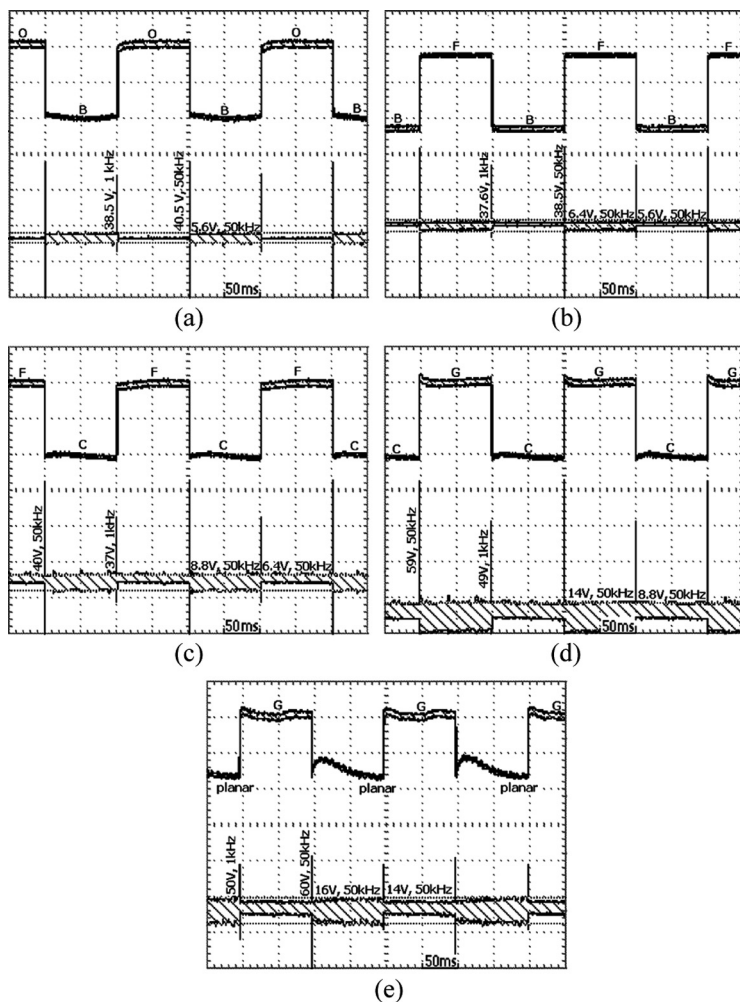 O O O
B B B
38.5 V, 1 kHz
40.5 V, 50kHz
5.6V, 50kHz
50ms
(a)
F F F
B B B
37.6V, 1kHz
38.5V, 50kHz
6.4V, 50kHz 5.6V, 50kHz
50ms
(b)
F F F
C C C
40V, 50kHz
37V, 1kHz
8.8V, 50kHz 6.4V, 50kHz
50ms
(c)
G G G
C C C
59V, 50kHz
49V, 1kHz
14V, 50kHz 8.8V, 50kHz
50ms
(d)
G G G
planar planar planar
50V, 1kHz
60V, 50kHz
16V, 50kHz 14V, 50kHz
50ms
(e)